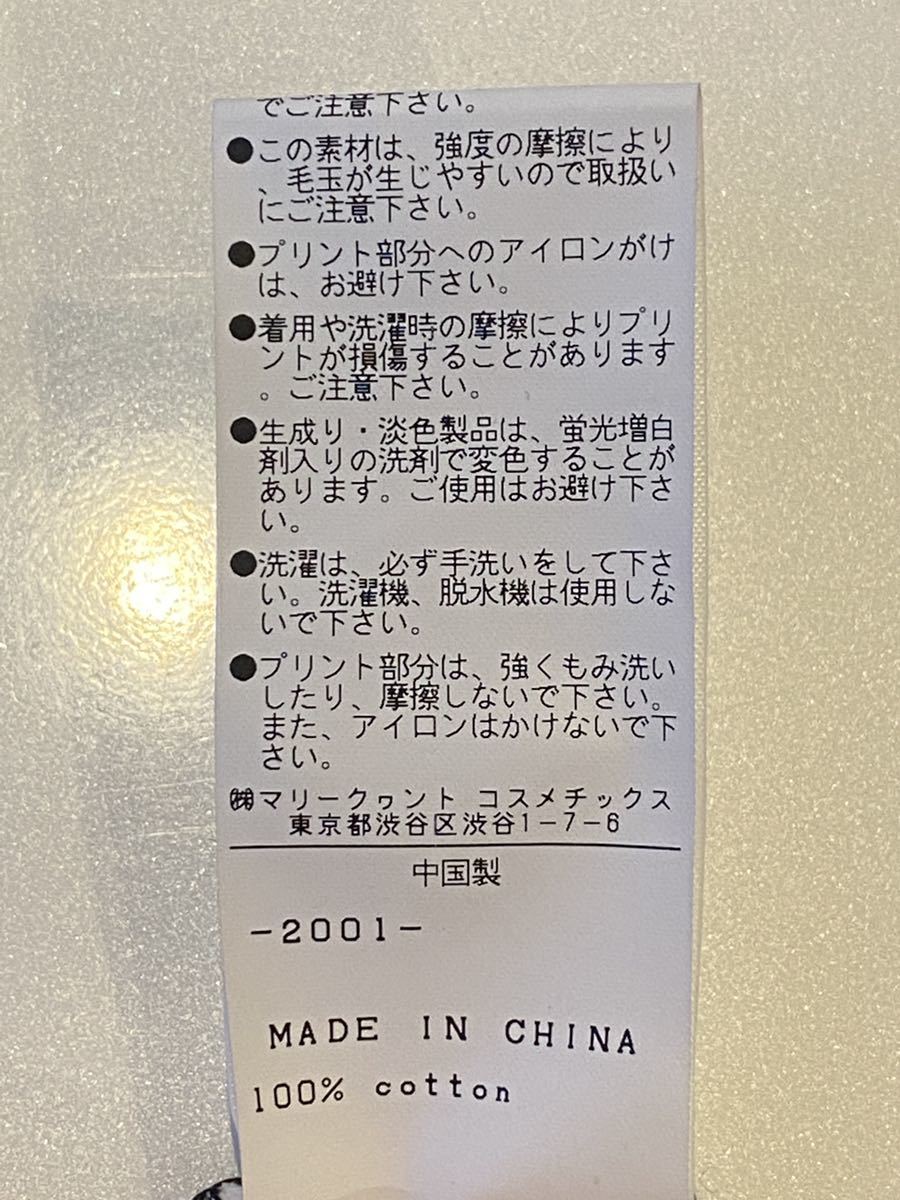 でご注意下さい。
●この素材は、強度の摩擦により
、毛玉が生じやすいので取扱い
にご注意下さい。
●プリント部分へのアイロンがけ
は、お避け下さい。
●着用や洗濯時の摩擦によりプリ
ントが損傷することがあります
。ご注意下さい。
●生成り・淡色製品は、蛍光増白
剤入りの洗剤で変色することが
あります。ご使用はお避け下さ
い。
●洗濯は、必ず手洗いをして下さ
い。洗濯機、脱水機は使用しな
いで下さい。
●プリント部分は、強くもみ洗い
したり、摩擦しないで下さい。
また、アイロンはかけないで下
さい。
㈱マリークヮント コスメチックス
東京都渋谷区渋谷1-7-6
中国製
-2001-
MADE IN CHINA
100% cotton